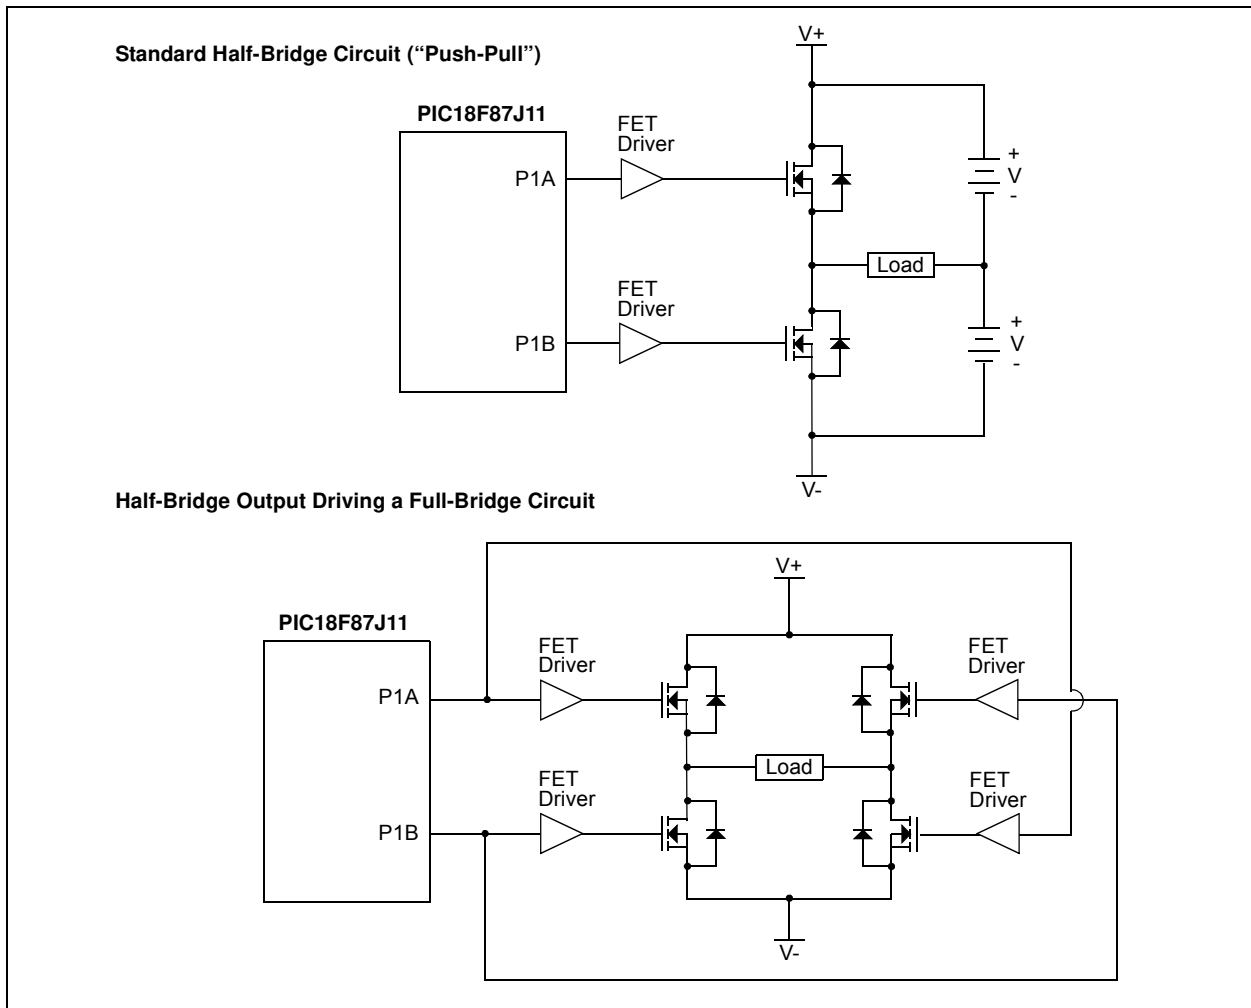 V+
Standard Half-Bridge Circuit (“Push-Pull”)
PIC18F87J11
FET
Driver
P1A
+
V
-
Load
FET
Driver
P1B
+
V
-
V-
Half-Bridge Output Driving a Full-Bridge Circuit
V+
PIC18F87J11
FET
Driver
FET
Driver
P1A
Load
FET
Driver
FET
Driver
P1B
V-